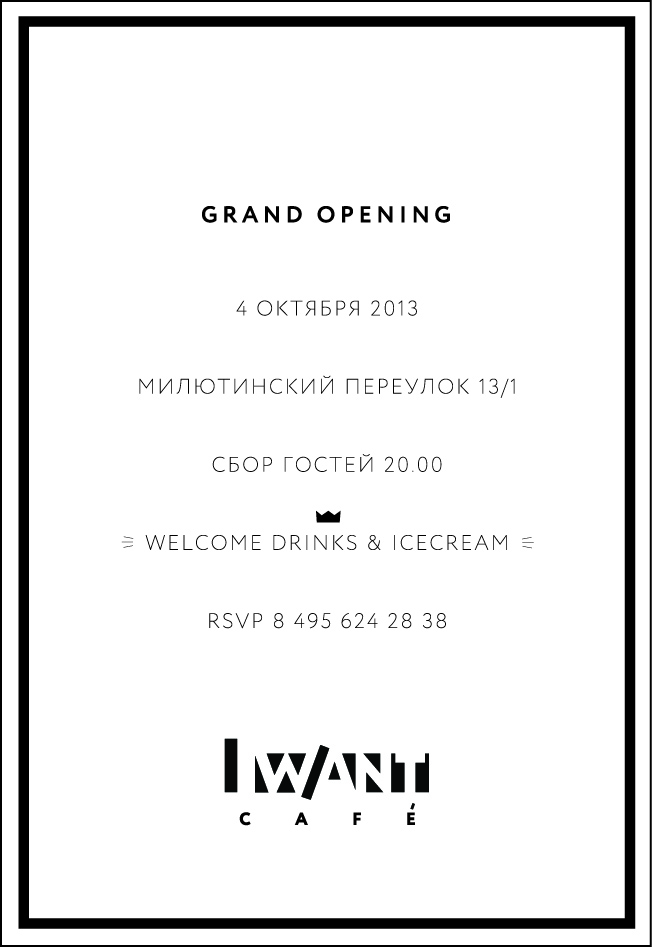 GRAND OPENING
4 ОКТЯБРЯ 2013
МИЛЮТИНСКИЙ ПЕРЕУЛОК 13/1
СБОР ГОСТЕЙ 20.00
WELCOME DRINKS & ICECREAM
RSVP 8 495 624 28 38
I WANT
CAFÉ